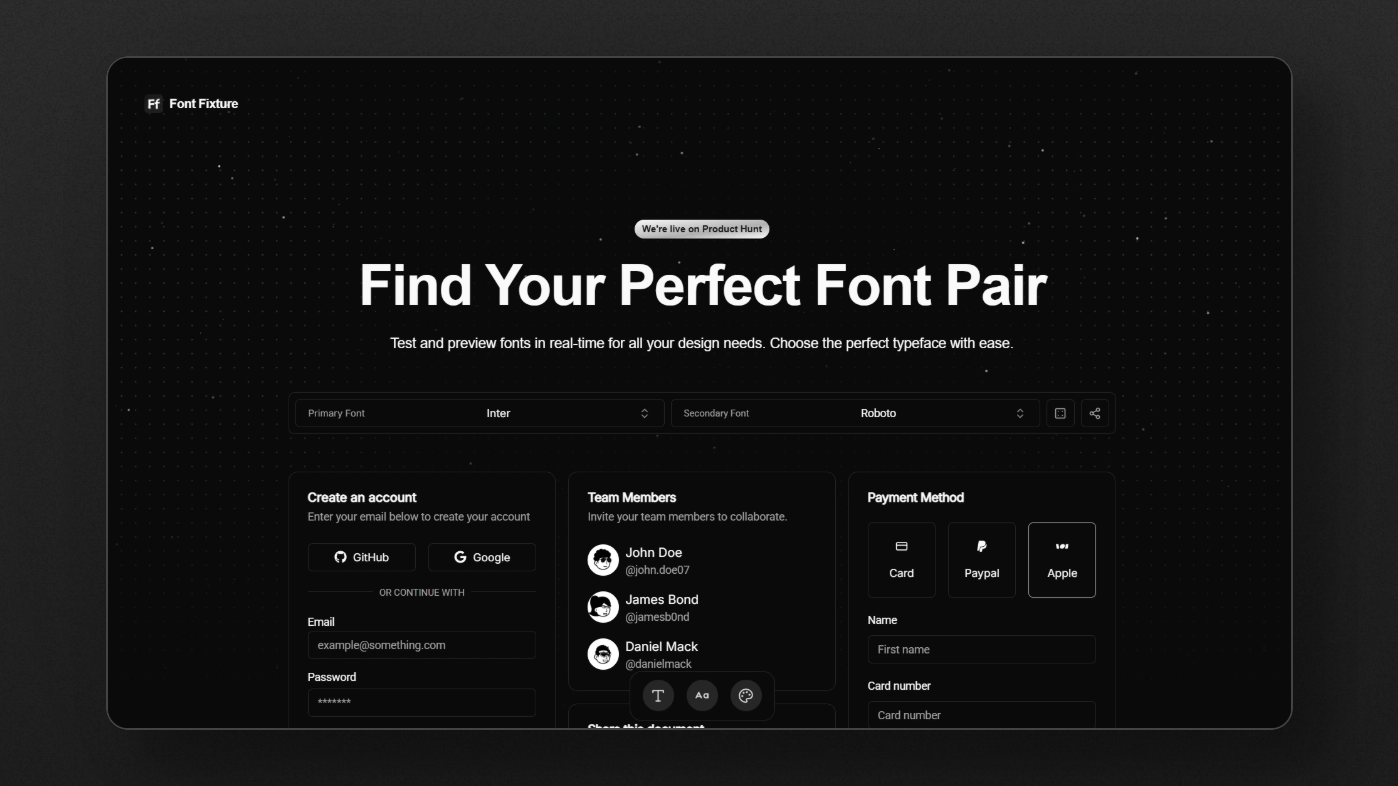 Ff Font Fixture
We're live on Product Hunt
Find Your Perfect Font Pair
Test and preview fonts in real-time for all your design needs. Choose the perfect typeface with ease.
Primary Font Inter
Secondary Font Roboto
Create an account
Enter your email below to create your account
GitHub Google
OR CONTINUE WITH
Email
example@something.com
Password
*******
Team Members
Invite your team members to collaborate.
John Doe
@john.doe07
James Bond
@jamesb0nd
Daniel Mack
@danielmack
Share this document
Payment Method
Card Paypal Apple
Name
First name
Card number
Card number
T Aa